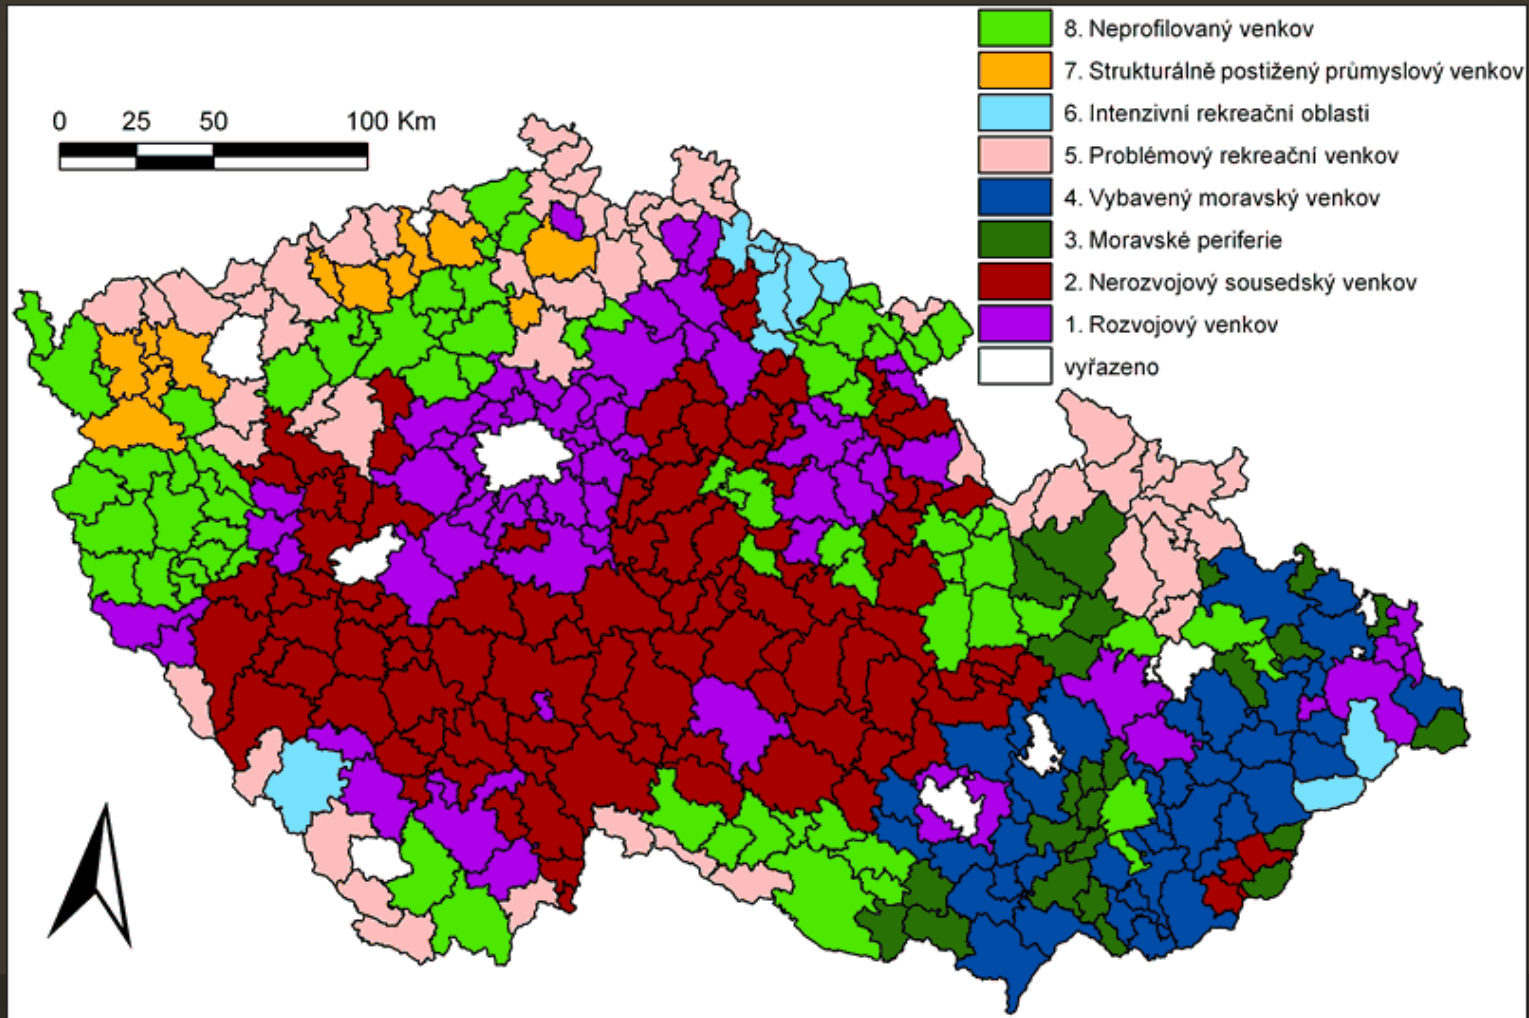 8. Neprofilovaný venkov
7. Strukturálně postižený průmyslový venkov
6. Intenzivní rekreační oblasti
5. Problémový rekreační venkov
4. Vybavený moravský venkov
3. Moravské periferie
2. Nerozvojový sousedský venkov
1. Rozvojový venkov
vyřazeno
0 25 50 100 Km